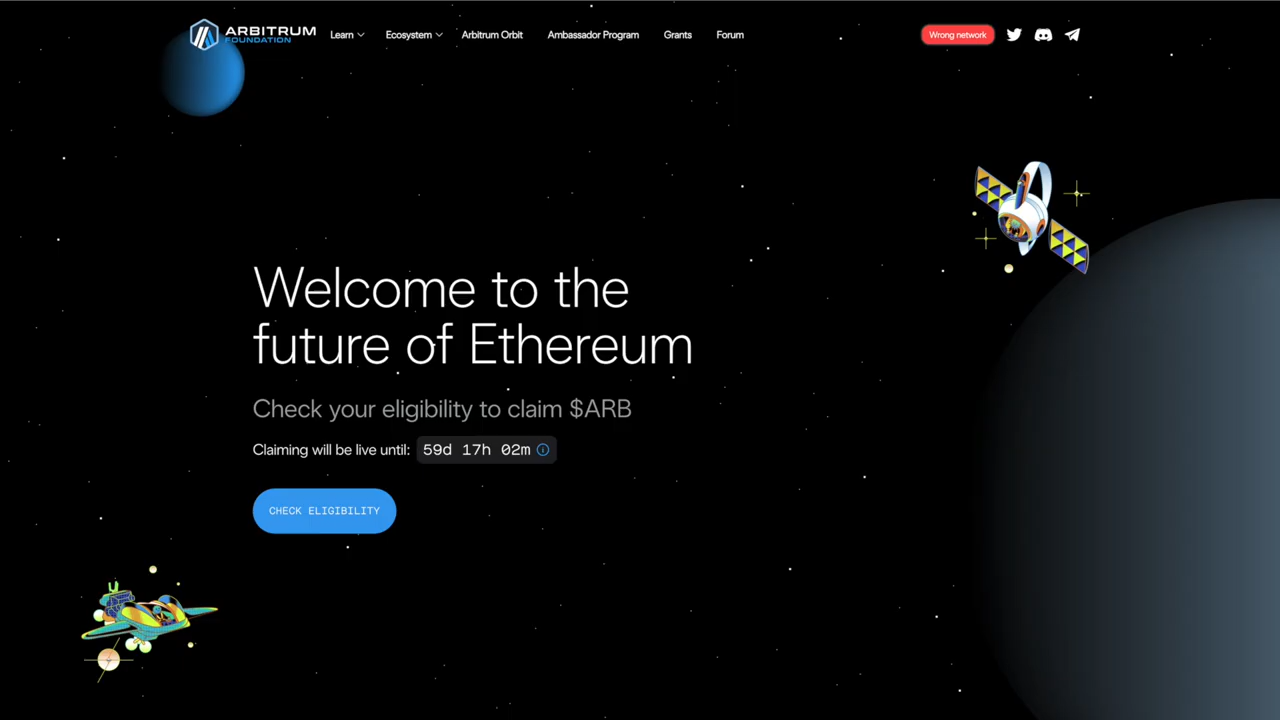 ARBITRUM
FOUNDATION
Learn
Ecosystem
Arbitrum Orbit
Ambassador Program
Grants
Forum
Wrong network
Welcome to the
future of Ethereum
Check your eligibility to claim $ARB
Claiming will be live until: 59d 17h 02m
CHECK ELIGIBILITY